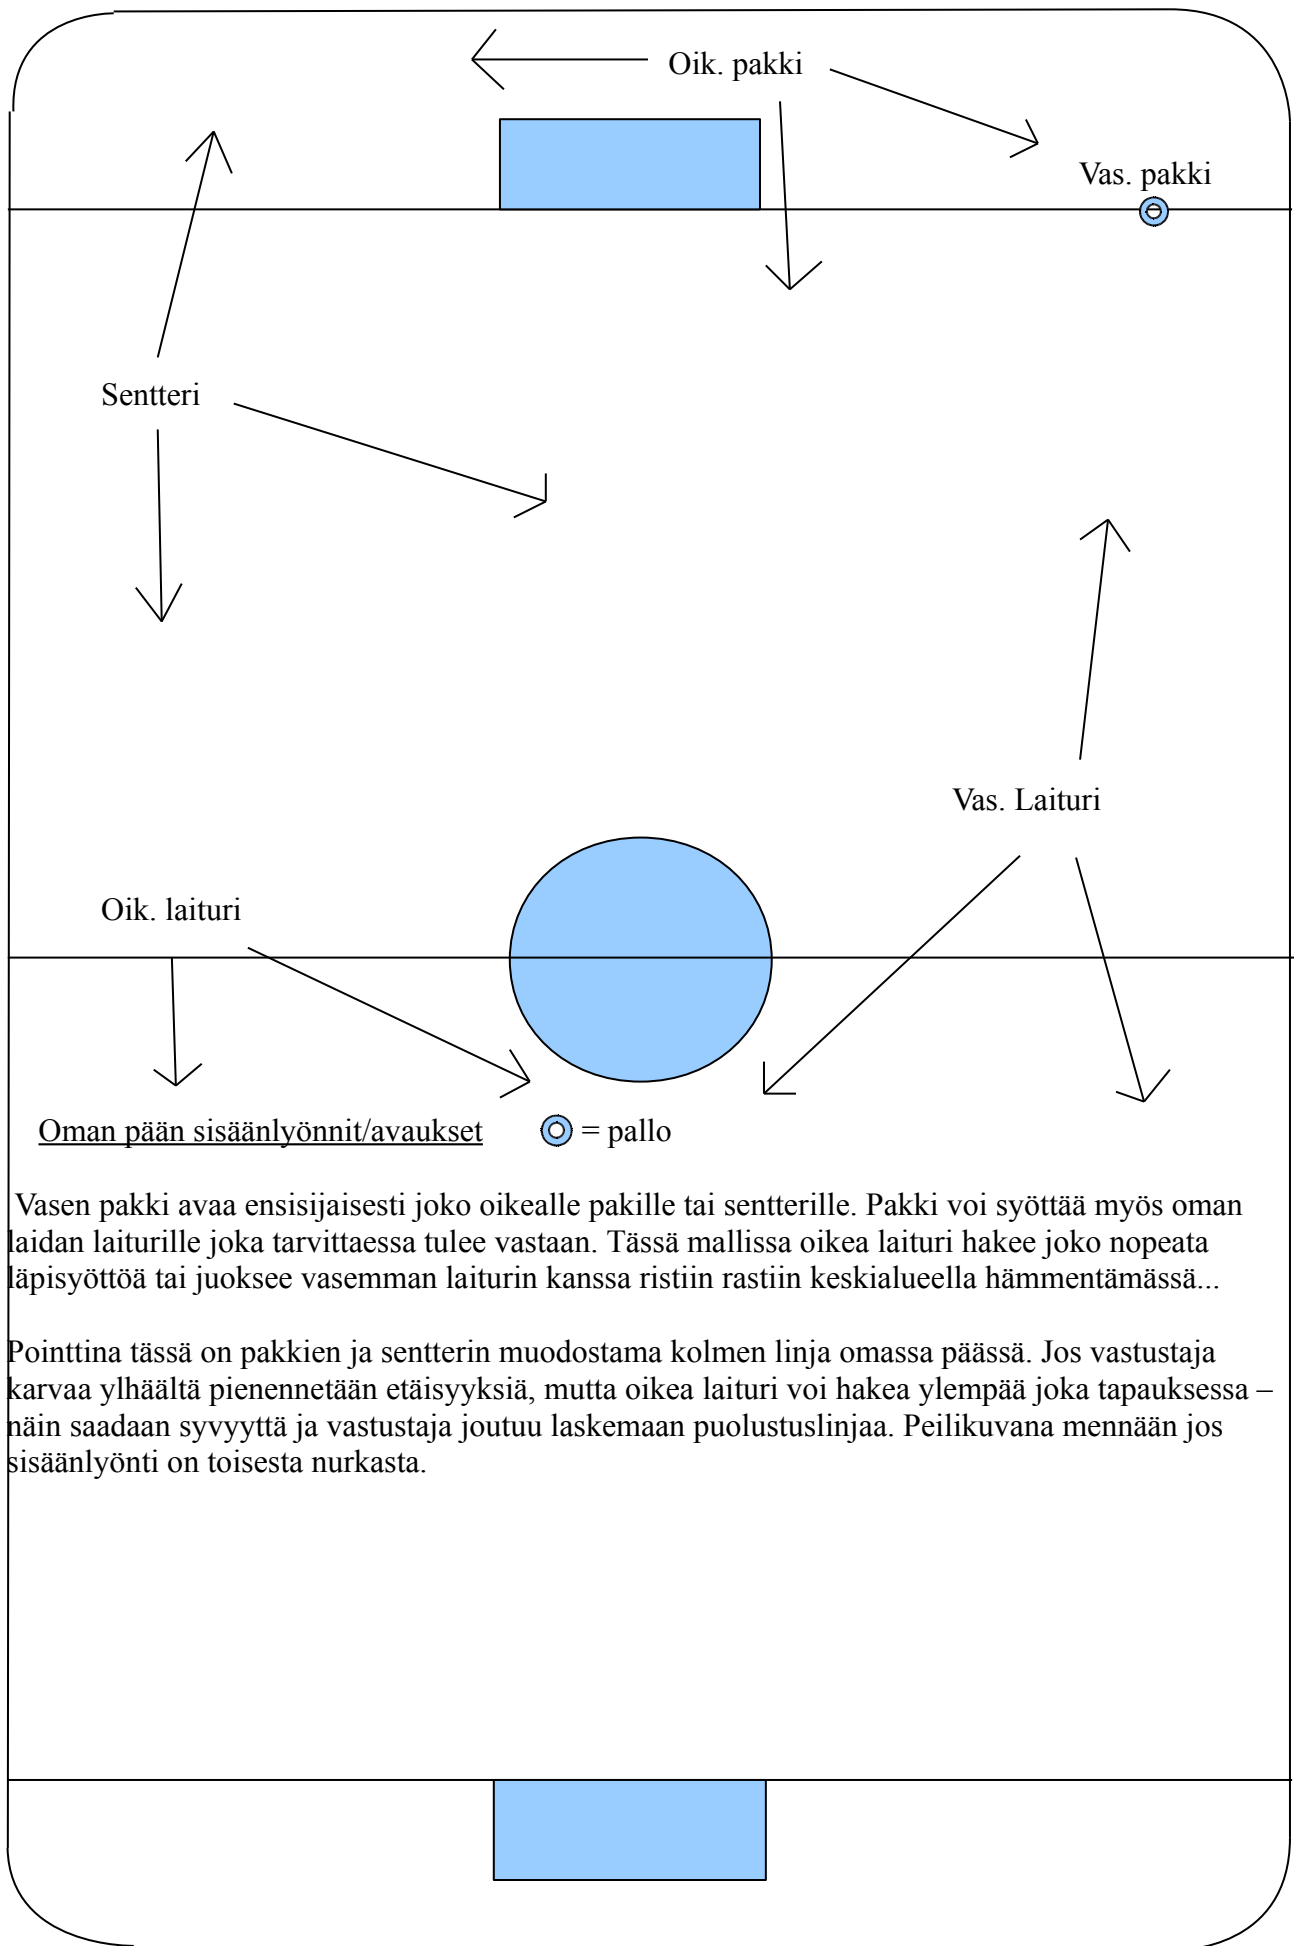 Oik. pakki
Vas. pakki
Sentteri
Vas. Laituri
Oik. laituri
Oman pään sisäänlyönnit/avaukset = pallo
Vasen pakki avaa ensisijaisesti joko oikealle pakille tai sentterille. Pakki voi syöttää myös oman
laidan laiturille joka tarvittaessa tulee vastaan. Tässä mallissa oikea laituri hakee joko nopeata
läpisyöttöä tai juoksee vasemman laiturin kanssa ristiin rastiin keskialueella hämmentämässä...
Pointtina tässä on pakkien ja sentterin muodostama kolmen linja omassa päässä. Jos vastustaja
karvaa ylhäältä pienennetään etäisyyksiä, mutta oikea laituri voi hakea ylempää joka tapauksessa –
näin saadaan syvyyttä ja vastustaja joutuu laskemaan puolustuslinjaa. Peilikuvana mennään jos
sisäänlyönti on toisesta nurkasta.